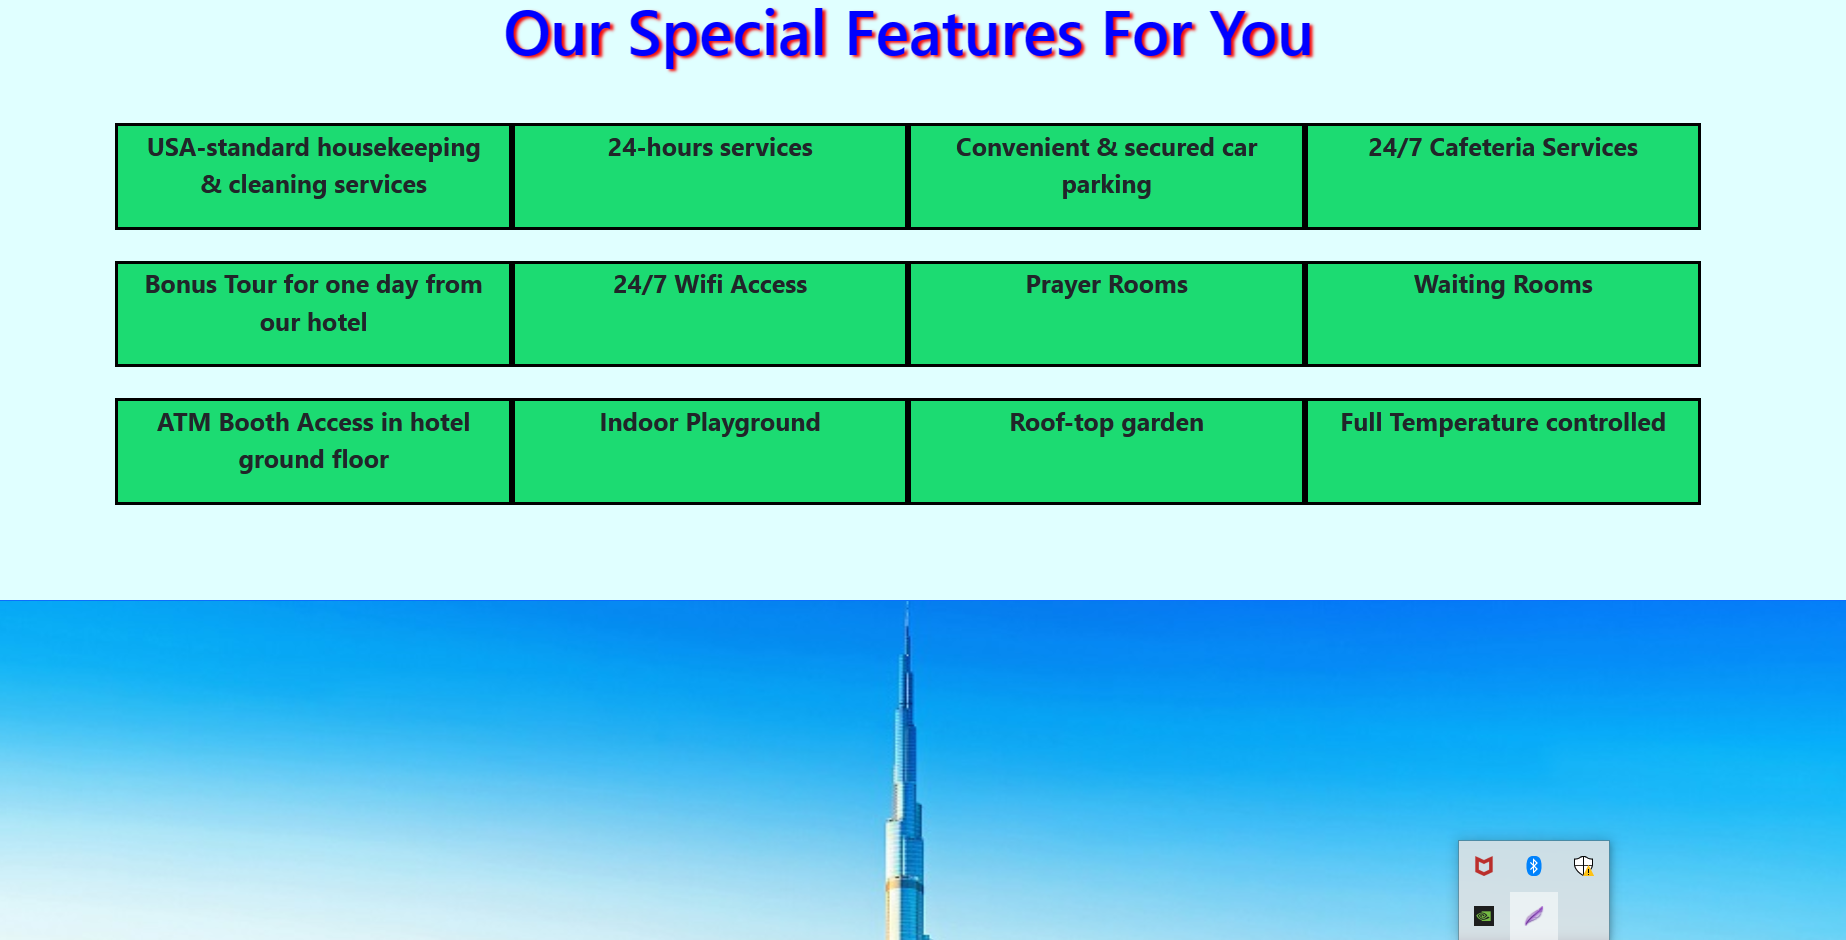 Our Special Features For You
USA-standard housekeeping
& cleaning services
24-hours services
Convenient & secured car
parking
24/7 Cafeteria Services
Bonus Tour for one day from
our hotel
24/7 Wifi Access
Prayer Rooms
Waiting Rooms
ATM Booth Access in hotel
ground floor
Indoor Playground
Roof-top garden
Full Temperature controlled